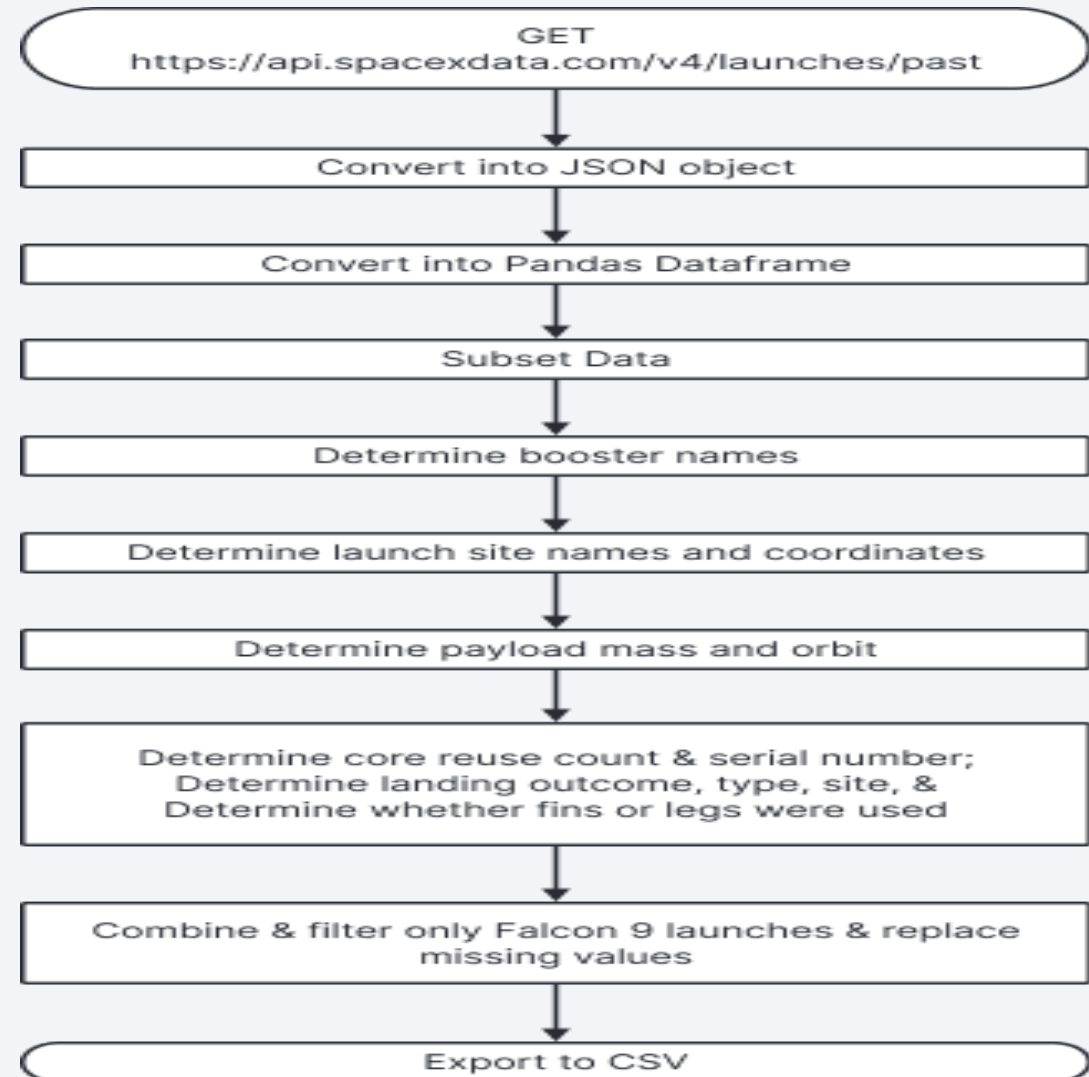 GET
https://api.spacexdata.com/v4/launches/past
Convert into JSON object
Convert into Pandas Dataframe
Subset Data
Determine booster names
Determine launch site names and coordinates
Determine payload mass and orbit
Determine core reuse count & serial number;
Determine landing outcome, type, site, &
Determine whether fins or legs were used
Combine & filter only Falcon 9 launches & replace
missing values
Export to CSV